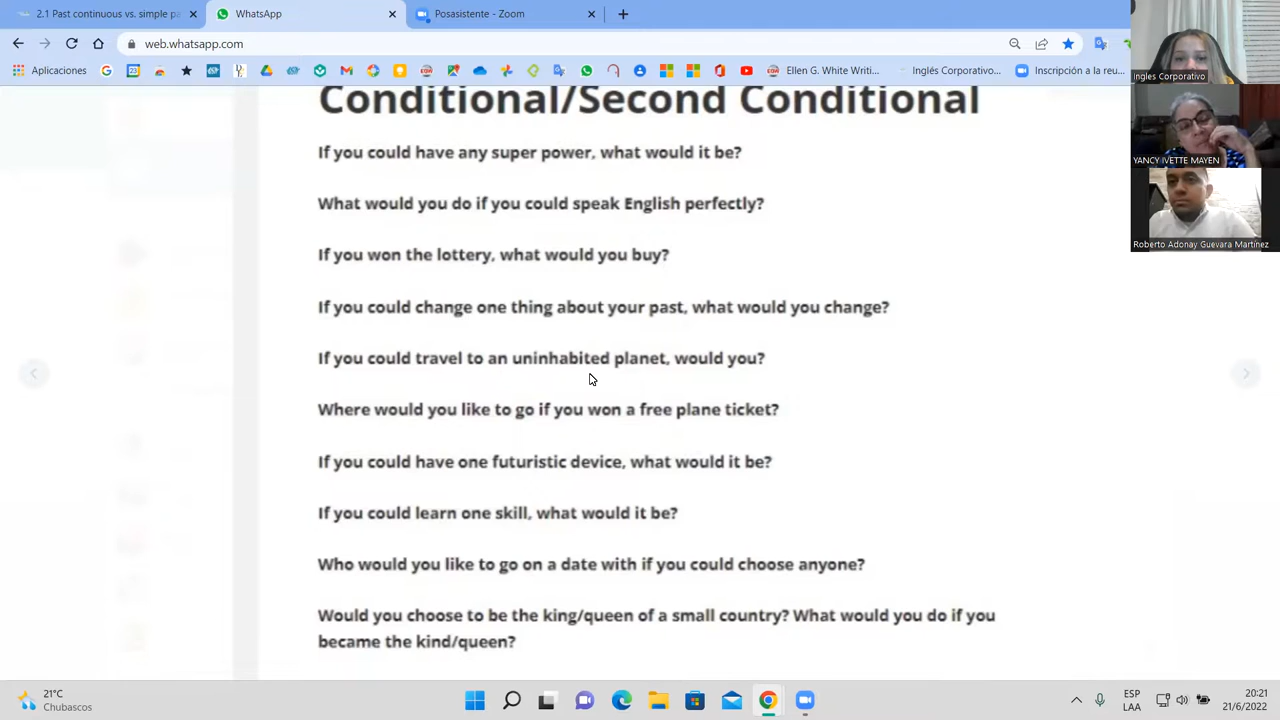 2.1 Past continuous vs. simple pa
WhatsApp
Posasistente - Zoom
web.whatsapp.com
Aplicaciones
Ellen G. White Writi...
Inglés Corporat...
Inscripción a la reu...
Conditional/Second Conditional
If you could have any super power, what would it be?
What would you do if you could speak English perfectly?
If you won the lottery, what would you buy?
If you could change one thing about your past, what would you change?
If you could travel to an uninhabited planet, would you?
Where would you like to go if you won a free plane ticket?
If you could have one futuristic device, what would it be?
If you could learn one skill, what would it be?
Who would you like to go on a date with if you could choose anyone?
Would you choose to be the king/queen of a small country? What would you do if you
became the kind/queen?
Ingles Corporativo
YANCY IVETTE MAYEN
Roberto Adonay Guevara Martínez
21°C
Chubascos
ESP
LAA
20:21
21/6/2022